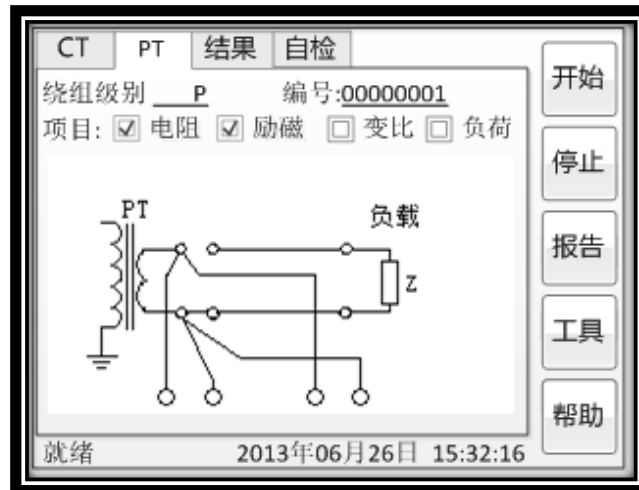 CT PT 结果 自检
绕组级别 P 编号:00000001
项目: 电阻 励磁 变比 负荷
PT
负载
Z
就绪 2013年06月26日 15:32:16
开始
停止
报告
工具
帮助